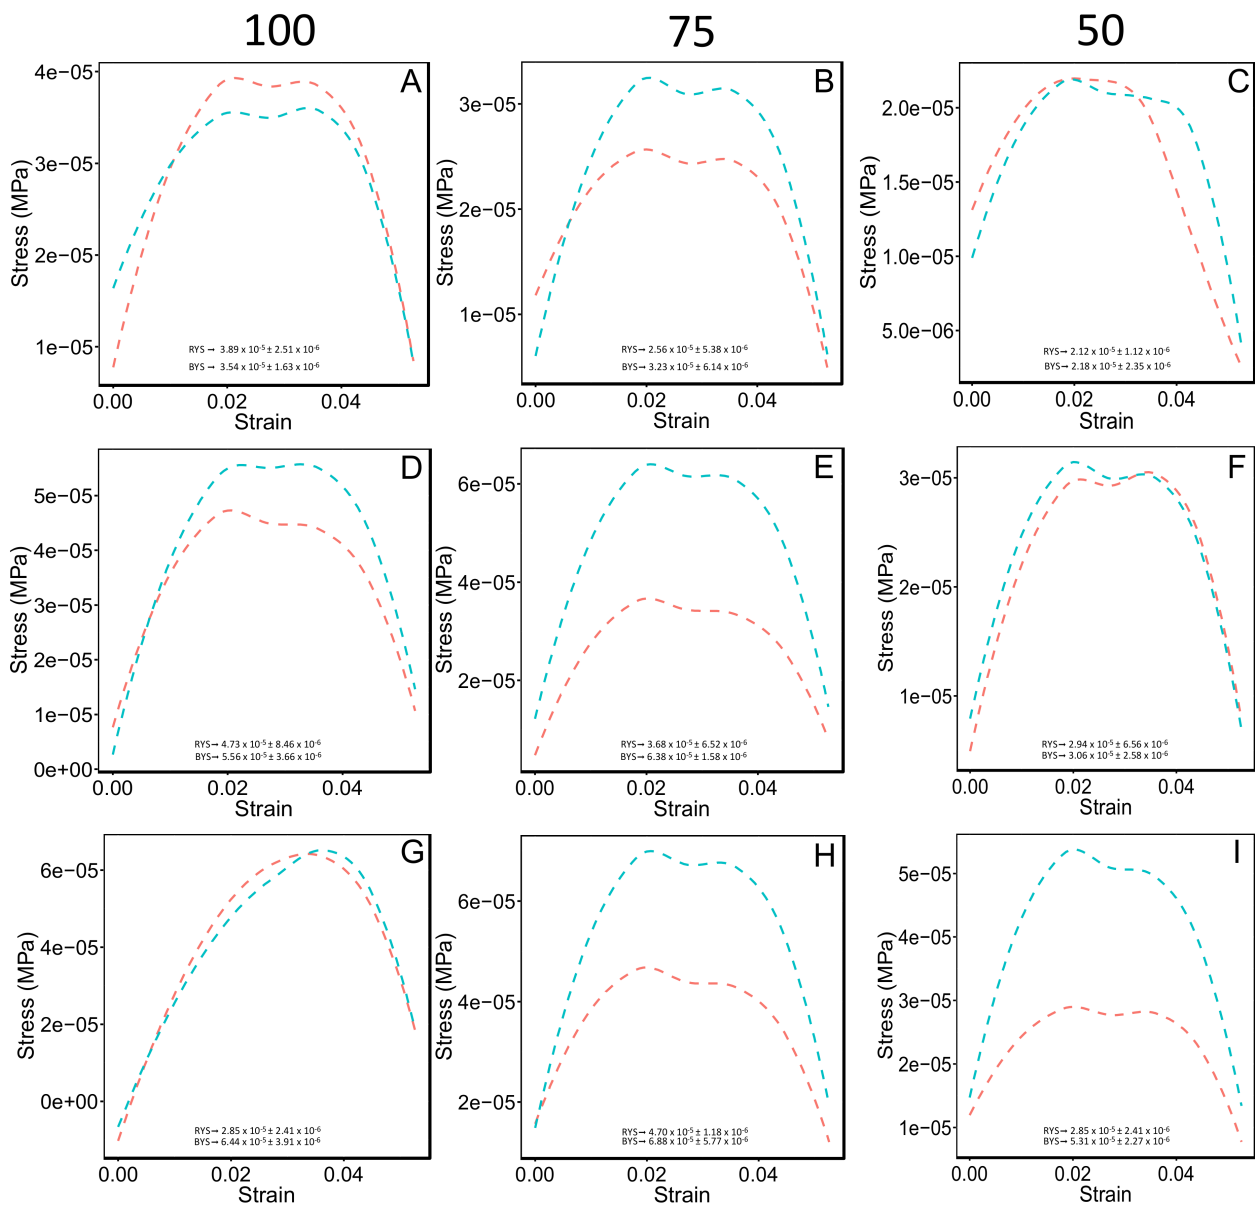 100 75 50
A
4e−05
3e−05
2e−05
1e−05
Stress (MPa)
RYS→ 3.89 x 10-5 ± 2.51 x 10-6
BYS→ 3.54 x 10-5 ± 1.63 x 10-6
0.00 0.02 0.04
Strain
B
3e−05
2e−05
1e−05
Stress (MPa)
RYS→ 2.56 x 10-5 ± 5.38 x 10-6
BYS→ 3.23 x 10-5 ± 6.14 x 10-6
0.00 0.02 0.04
Strain
C
2.0e−05
1.5e−05
1.0e−05
5.0e−06
Stress (MPa)
RYS→ 2.12 x 10-5 ± 1.12 x 10-6
BYS→ 2.18 x 10-5 ± 2.35 x 10-6
0.00 0.02 0.04
Strain
D
5e−05
4e−05
3e−05
2e−05
1e−05
0e+00
Stress (MPa)
RYS→ 4.73 x 10-5 ± 8.46 x 10-6
BYS→ 5.56 x 10-5 ± 3.66 x 10-6
0.00 0.02 0.04
Strain
E
6e−05
4e−05
2e−05
Stress (MPa)
RYS→ 3.68 x 10-5 ± 6.52 x 10-6
BYS→ 6.38 x 10-5 ± 1.58 x 10-6
0.00 0.02 0.04
Strain
F
3e−05
2e−05
1e−05
Stress (MPa)
RYS→ 2.94 x 10-5 ± 6.56 x 10-6
BYS→ 3.06 x 10-5 ± 2.58 x 10-6
0.00 0.02 0.04
Strain
G
6e−05
4e−05
2e−05
0e+00
Stress (MPa)
RYS→ 2.85 x 10-5 ± 2.41 x 10-6
BYS→ 6.44 x 10-5 ± 3.91 x 10-6
0.00 0.02 0.04
Strain
H
6e−05
4e−05
2e−05
Stress (MPa)
RYS→ 4.70 x 10-5 ± 1.18 x 10-6
BYS→ 6.88 x 10-5 ± 5.77 x 10-6
0.00 0.02 0.04
Strain
I
5e−05
4e−05
3e−05
2e−05
1e−05
Stress (MPa)
RYS→ 2.85 x 10-5 ± 2.41 x 10-6
BYS→ 5.31 x 10-5 ± 2.27 x 10-6
0.00 0.02 0.04
Strain